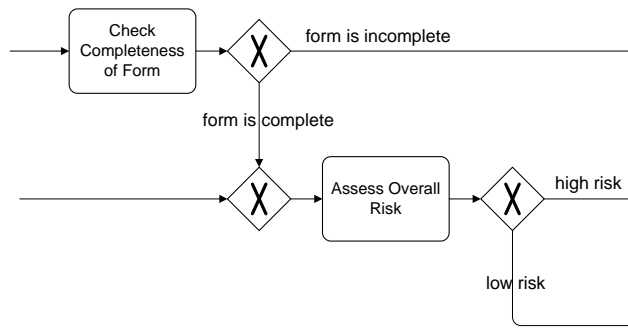 Check
Completeness
of Form
form is incomplete
form is complete
Assess Overall
Risk
high risk
low risk